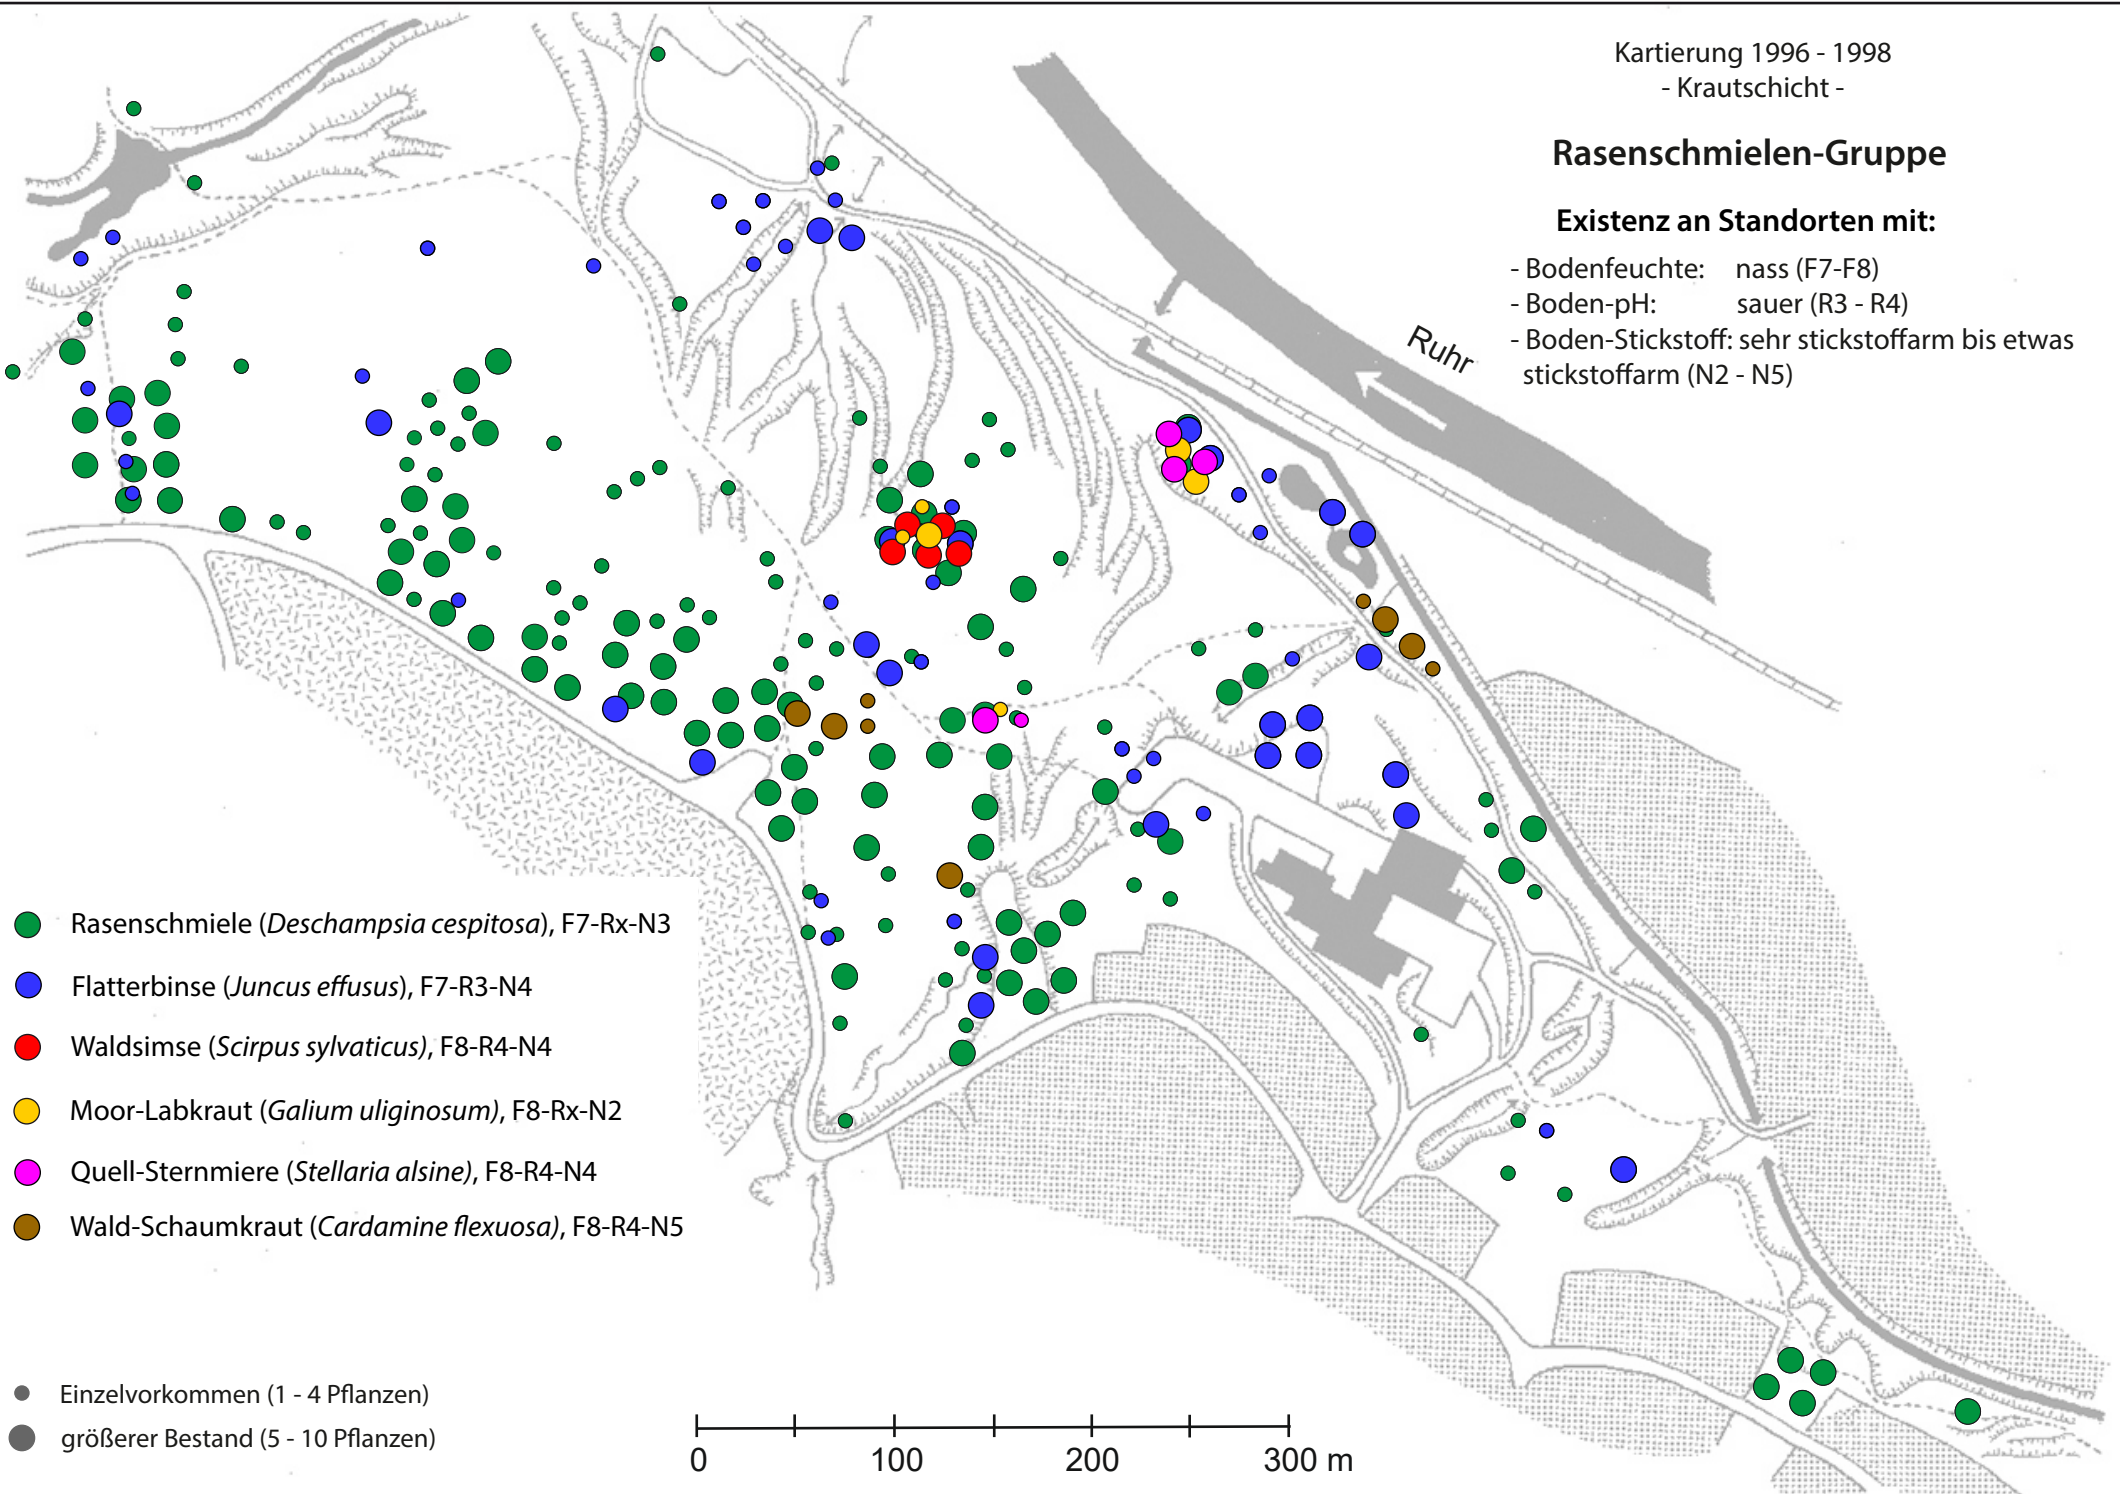 Kartierung 1996 - 1998
- Krautschicht -
Rasenschmielen-Gruppe
Existenz an Standorten mit:
- Bodenfeuchte: nass (F7-F8)
- Boden-pH: sauer (R3 - R4)
- Boden-Stickstoff: sehr stickstoffarm bis etwas
stickstoffarm (N2 - N5)
Ruhr
Rasenschmiele (Deschampsia cespitosa), F7-Rx-N3
Flatterbinse (Juncus effusus), F7-R3-N4
Waldsimse (Scirpus sylvaticus), F8-R4-N4
Moor-Labkraut (Galium uliginosum), F8-Rx-N2
Quell-Sternmiere (Stellaria alsine), F8-R4-N4
Wald-Schaumkraut (Cardamine flexuosa), F8-R4-N5
Einzelvorkommen (1 - 4 Pflanzen)
größerer Bestand (5 - 10 Pflanzen)
0 100 200 300 m